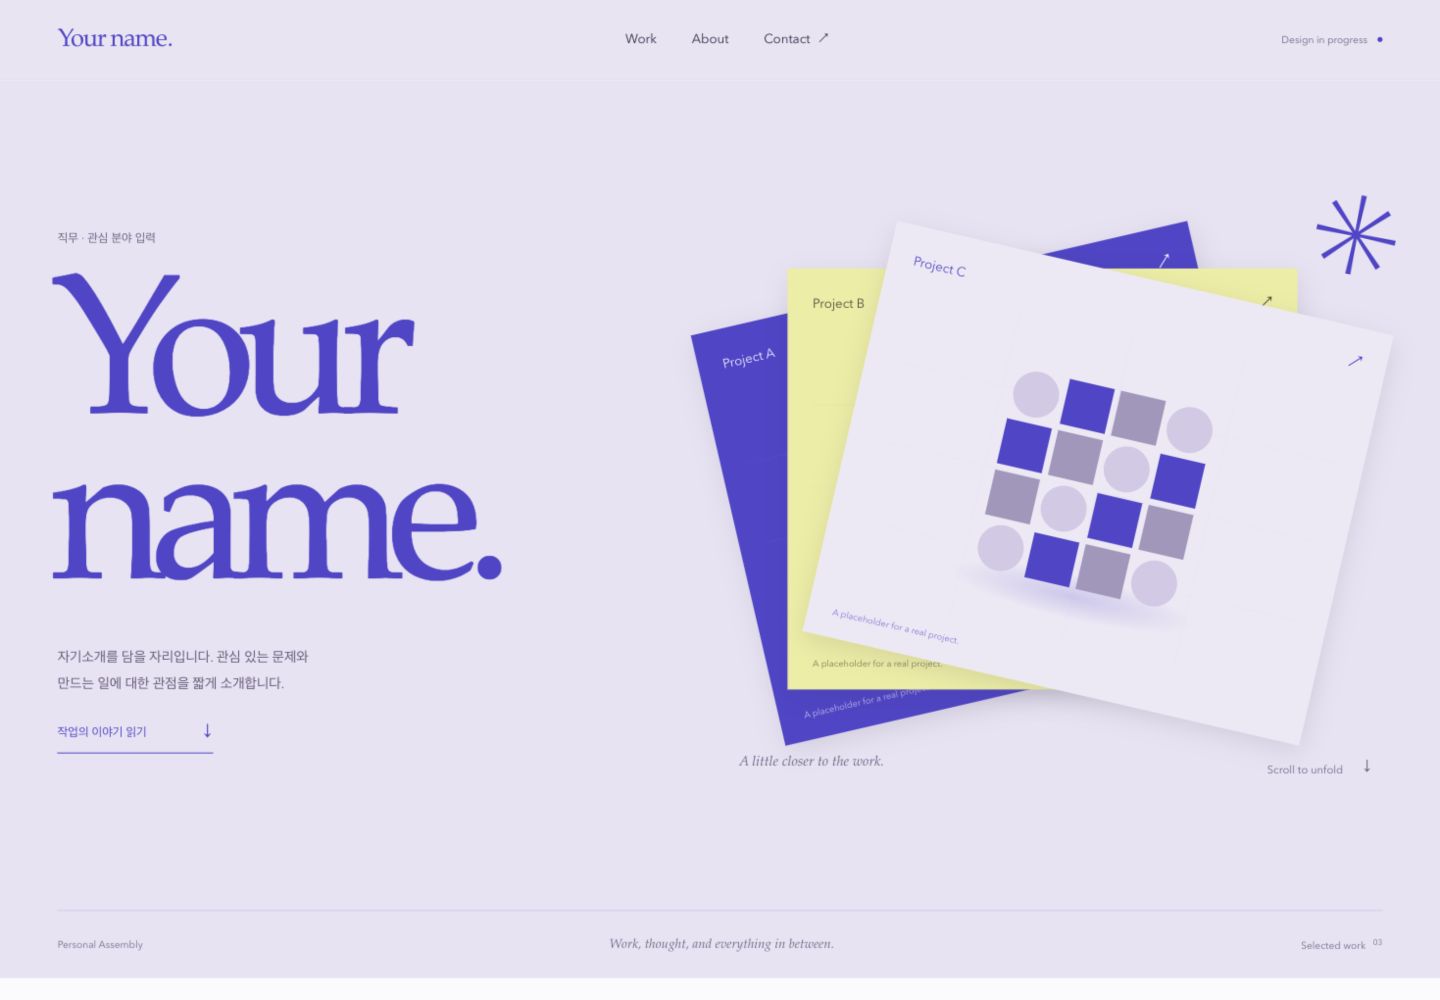 Your name.
Work About Contact ↗
Design in progress
직무 · 관심 분야 입력
Your
name.
자기소개를 담을 자리입니다. 관심 있는 문제와
만드는 일에 대한 관점을 짧게 소개합니다.
작업의 이야기 읽기 ↓
Project A
Project B
Project C
A placeholder for a real project.
A placeholder for a real project.
A placeholder for a real
A little closer to the work.
Scroll to unfold ↓
Personal Assembly
Work, thought, and everything in between.
Selected work 03